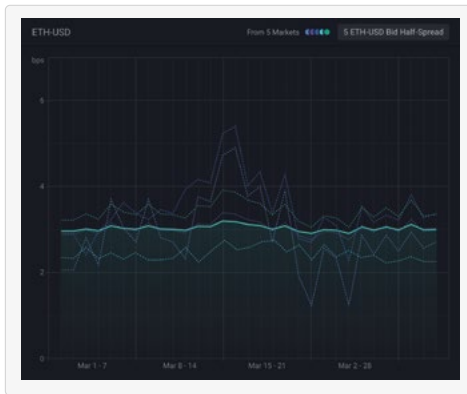 ETH-USD
From 5 Markets
5 ETH-USD Bid Half-Spread
bps
6
4
2
0
Mar 1 - 7
Mar 8 - 14
Mar 15 - 21
Mar 2 - 28